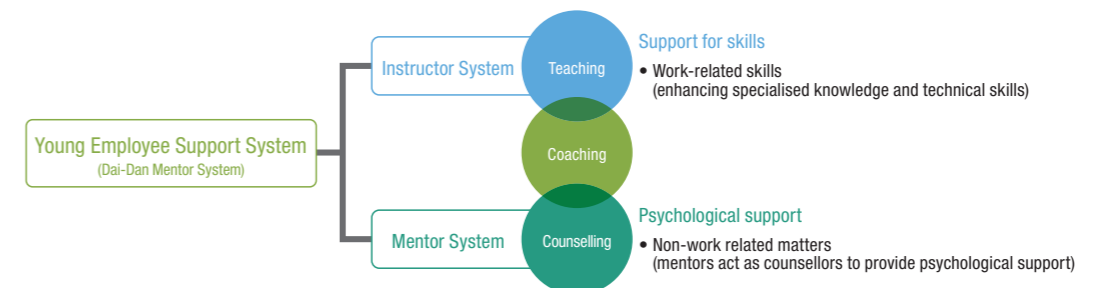 Young Employee Support System
(Dai-Dan Mentor System)
Instructor System
Teaching
Support for skills
• Work-related skills
(enhancing specialised knowledge and technical skills)
Coaching
Mentor System
Counselling
Psychological support
• Non-work related matters
(mentors act as counsellors to provide psychological support)